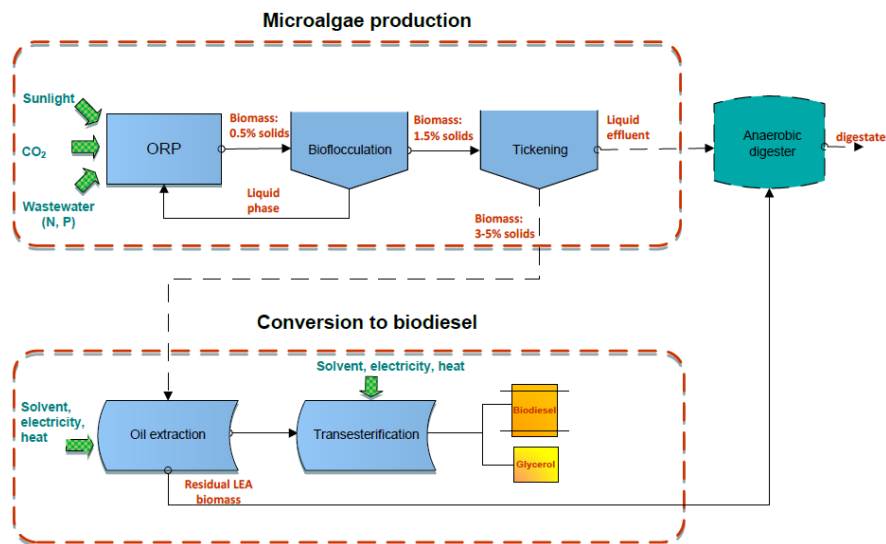 Microalgae production
Sunlight
CO₂
Wastewater
(N, P)
ORP
Biomass:
0.5% solids
Bioflocculation
Liquid
phase
Biomass:
1.5% solids
Tickening
Liquid
effluent
Biomass:
3-5% solids
Anaerobic
digester
digestate
Conversion to biodiesel
Solvent, electricity, heat
Solvent,
electricity,
heat
Oil extraction
Transesterification
Biodiesel
Glycerol
Residual LEA
biomass